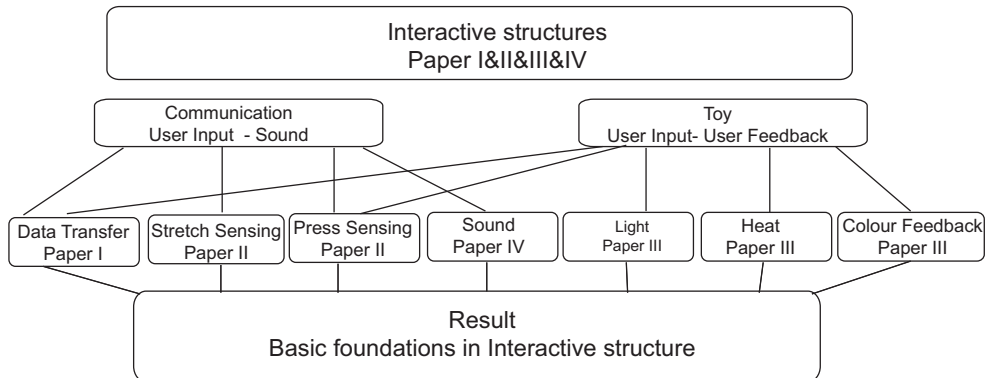 Interactive structures
Paper I&II&III&IV
Communication
User Input - Sound
Toy
User Input- User Feedback
Data Transfer
Paper I
Stretch Sensing
Paper II
Press Sensing
Paper II
Sound
Paper IV
Light
Paper III
Heat
Paper III
Colour Feedback
Paper III
Result
Basic foundations in Interactive structure